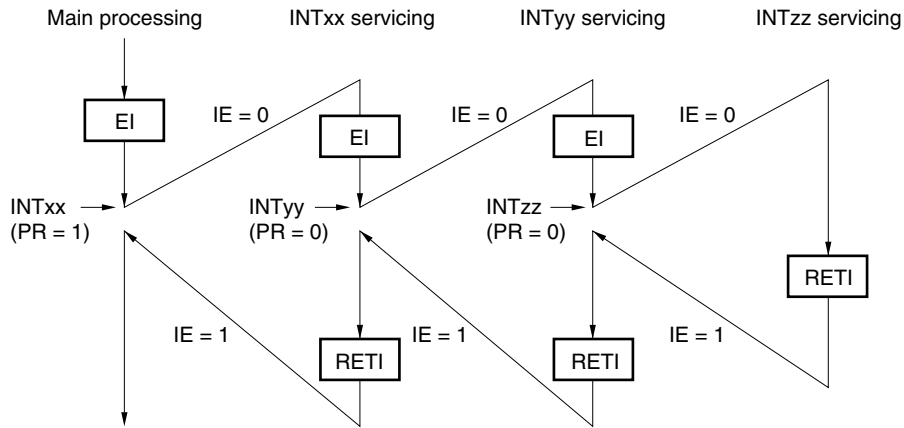 Main processing
INTxx servicing
INTyy servicing
INTzz servicing
EI
IE = 0
EI
IE = 0
EI
IE = 0
INTxx
(PR = 1)
INTyy
(PR = 0)
INTzz
(PR = 0)
RETI
IE = 1
RETI
IE = 1
RETI
IE = 1